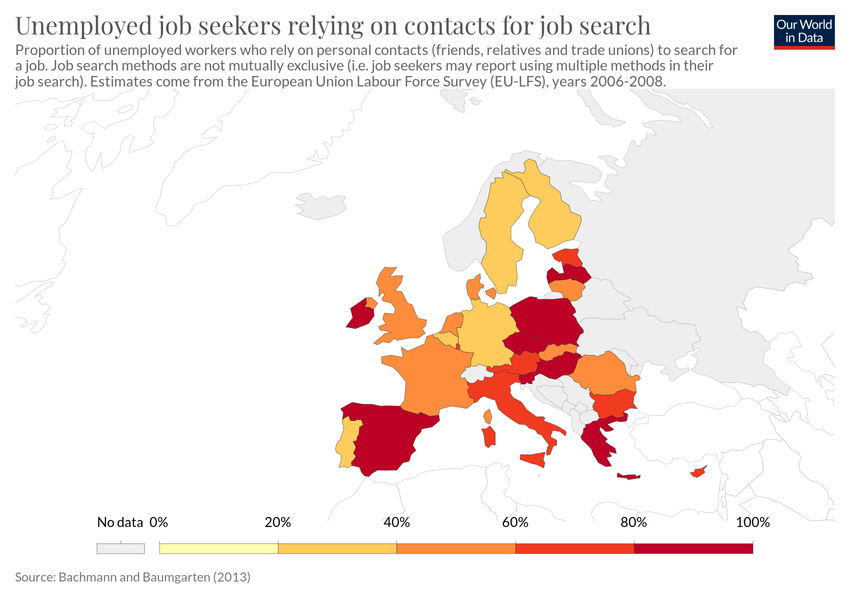 Unemployed job seekers relying on contacts for job search
Our World
in Data
Proportion of unemployed workers who rely on personal contacts (friends, relatives and trade unions) to search for
a job. Job search methods are not mutually exclusive (i.e. job seekers may report using multiple methods in their
job search). Estimates come from the European Union Labour Force Survey (EU-LFS), years 2006-2008.
No data 0% 20% 40% 60% 80% 100%
Source: Bachmann and Baumgarten (2013)